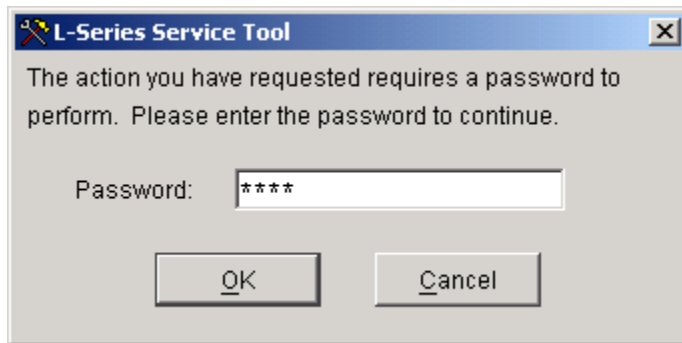 L-Series Service Tool
The action you have requested requires a password to
perform. Please enter the password to continue.
Password: ****
OK Cancel